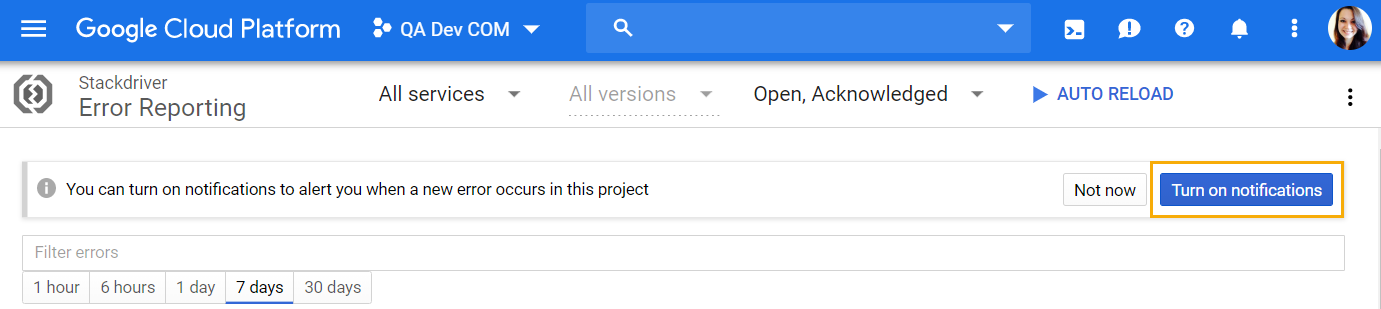 Google Cloud Platform QA Dev COM
Stackdriver
Error Reporting
All services All versions Open, Acknowledged AUTO RELOAD
You can turn on notifications to alert you when a new error occurs in this project Not now Turn on notifications
Filter errors
1 hour 6 hours 1 day 7 days 30 days